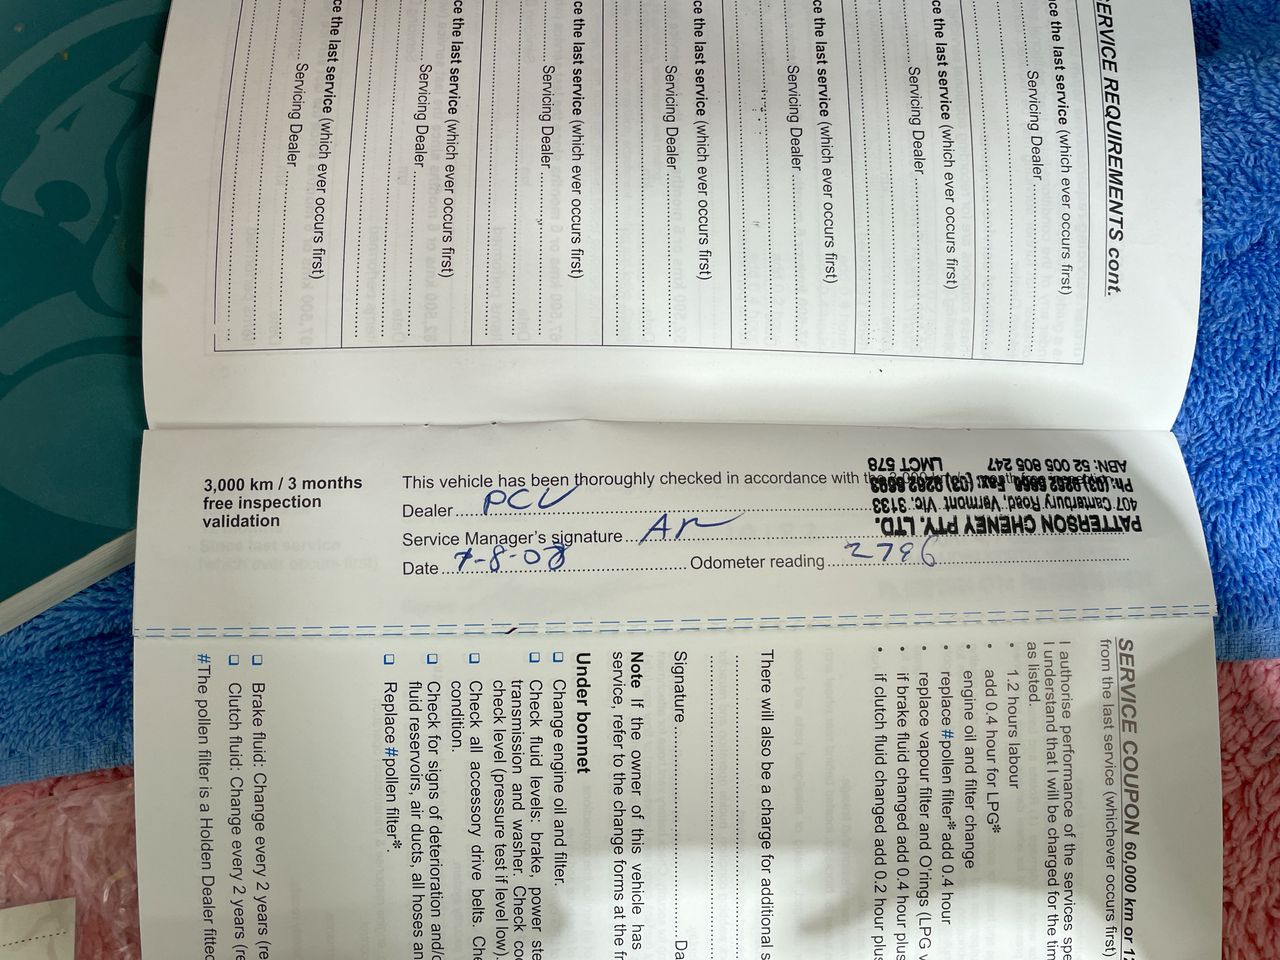 SERVICE REQUIREMENTS cont.
ce the last service (which ever occurs first)
Servicing Dealer
ce the last service (which ever occurs first)
Servicing Dealer
ce the last service (which ever occurs first)
Servicing Dealer
ce the last service (which ever occurs first)
Servicing Dealer
ce the last service (which ever occurs first)
Servicing Dealer
ce the last service (which ever occurs first)
Servicing Dealer
ce the last service (which ever occurs first)
Servicing Dealer
3,000 km / 3 months
free inspection
validation
This vehicle has been thoroughly checked in accordance with the
Dealer PCV
Service Manager's signature
Date 7-8-08 Odometer reading 2796
PATTERSON CHENEY PTY. LTD.
407 Canterbury Road, Vermont Vic. 3133
ABN: 52 005 805 247 LMCT 578
SERVICE COUPON 60,000 km or 12
from the last service (whichever occurs first)
I authorise performance of the services spe
I understand that I will be charged for the tim
as listed.
• 1.2 hours labour
• add 0.4 hour for LPG*
• engine oil and filter change
• replace #pollen filter* add 0.4 hour
• replace vapour filter and O'rings (LPG v
• if brake fluid changed add 0.4 hour plus
• if clutch fluid changed add 0.2 hour plus
There will also be a charge for additional s
Signature Da
Note If the owner of this vehicle has
service, refer to the change forms at the fr
Under bonnet
❑ Change engine oil and filter.
❑ Check fluid levels: brake, power ste
transmission and washer. Check coo
check level (pressure test if level low).
❑ Check all accessory drive belts. Che
condition.
❑ Check for signs of deterioration and/o
fluid reservoirs, air ducts, all hoses an
❑ Replace #pollen filter*.
❑ Brake fluid: Change every 2 years (re
❑ Clutch fluid: Change every 2 years (re
#The pollen filter is a Holden Dealer fitted